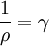 1/ρ = γ